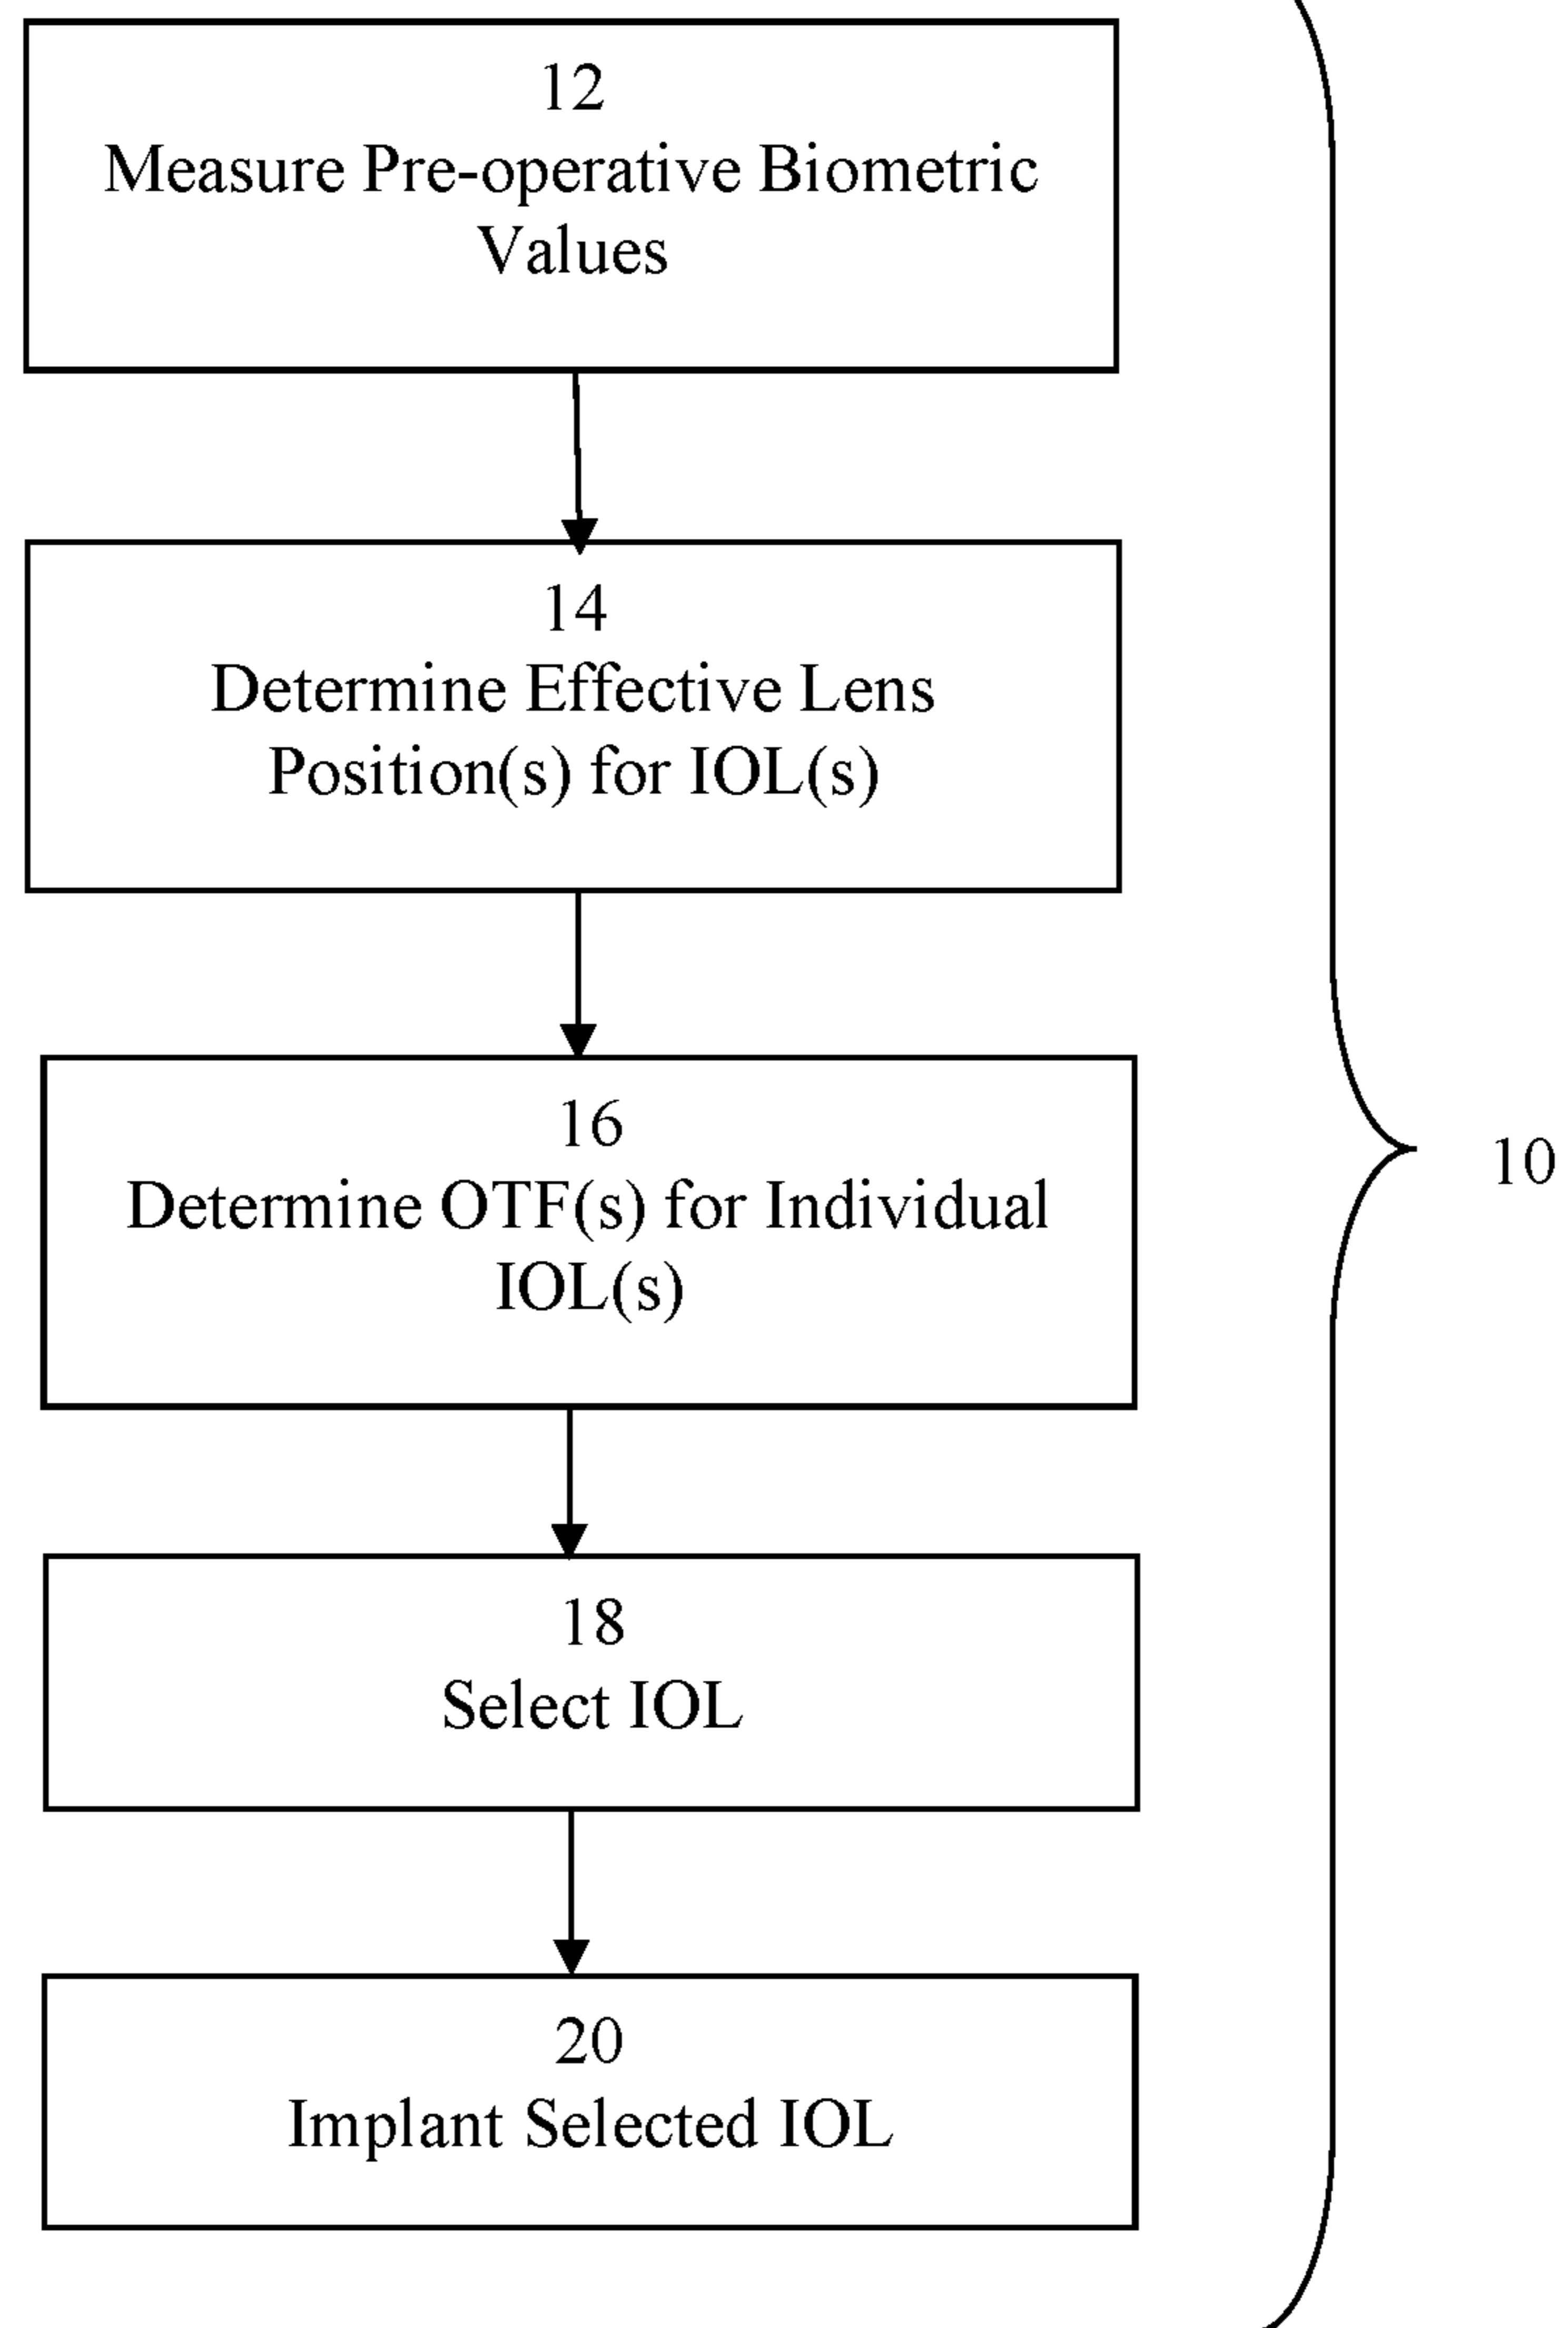 12
Measure Pre-operative Biometric
Values
14
Determine Effective Lens
Position(s) for IOL(s)
16
Determine OTF(s) for Individual
IOL(s)
18
Select IOL
20
Implant Selected IOL
10